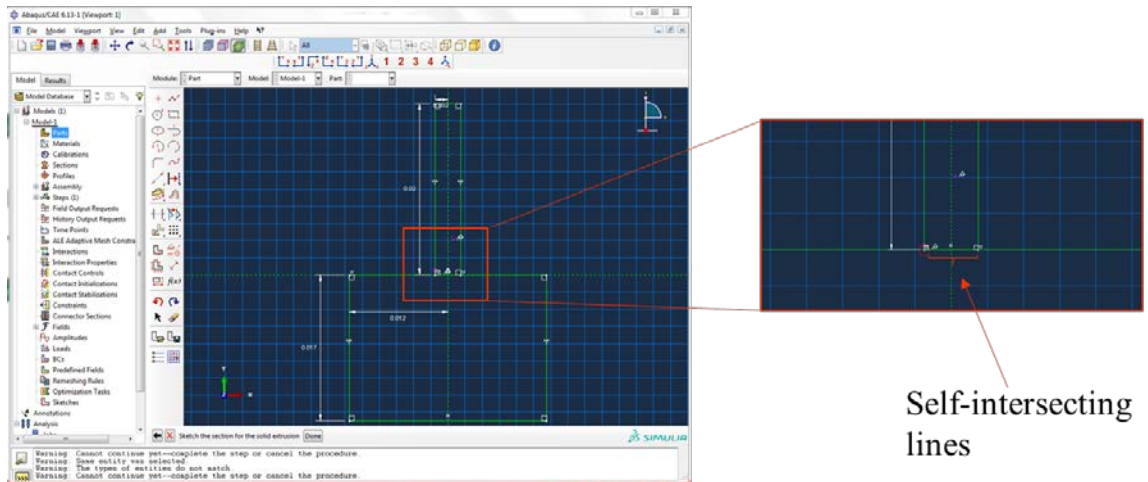 Abaqus/CAE 6.13-1 [Viewport: 1]
File Model Viewport View Edit Add Tools Plug-ins Help
All
1 2 3 4
Model Results
Module: Part Model: Model-1 Part:
Model Database
Models (1)
Model-1
Parts
Materials
Calibrations
Sections
Profiles
Assembly
Steps (1)
Field Output Requests
History Output Requests
Time Points
ALE Adaptive Mesh Constra
Interactions
Interaction Properties
Contact Controls
Contact Initializations
Contact Stabilizations
Constraints
Connector Sections
Fields
Amplitudes
Loads
BCs
Predefined Fields
Remeshing Rules
Optimization Tasks
Sketches
Annotations
Analysis
f(x)
0.02
0.012
0.017
Y
X
Sketch the section for the solid extrusion Done
SIMULIA
Warning: Cannot continue yet--complete the step or cancel the procedure.
Warning: Same entity was selected.
Warning: The types of entities do not match.
Warning: Cannot continue yet--complete the step or cancel the procedure.
Self-intersecting
lines